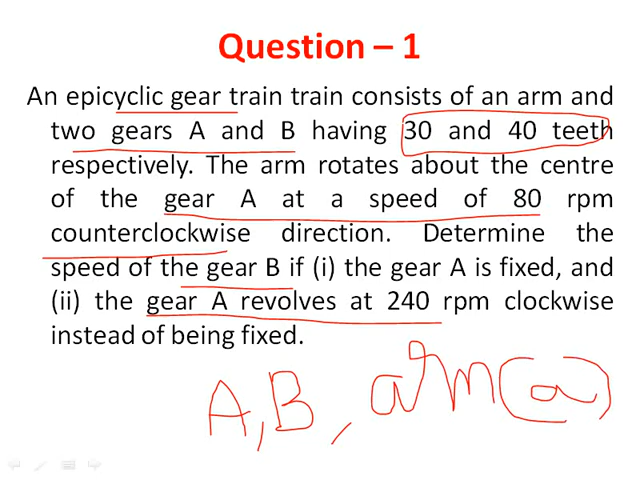 Question – 1
An epicyclic gear train train consists of an arm and
two gears A and B having 30 and 40 teeth
respectively. The arm rotates about the centre
of the gear A at a speed of 80 rpm
counterclockwise direction. Determine the
speed of the gear B if (i) the gear A is fixed, and
(ii) the gear A revolves at 240 rpm clockwise
instead of being fixed.
A, B, arm (a)